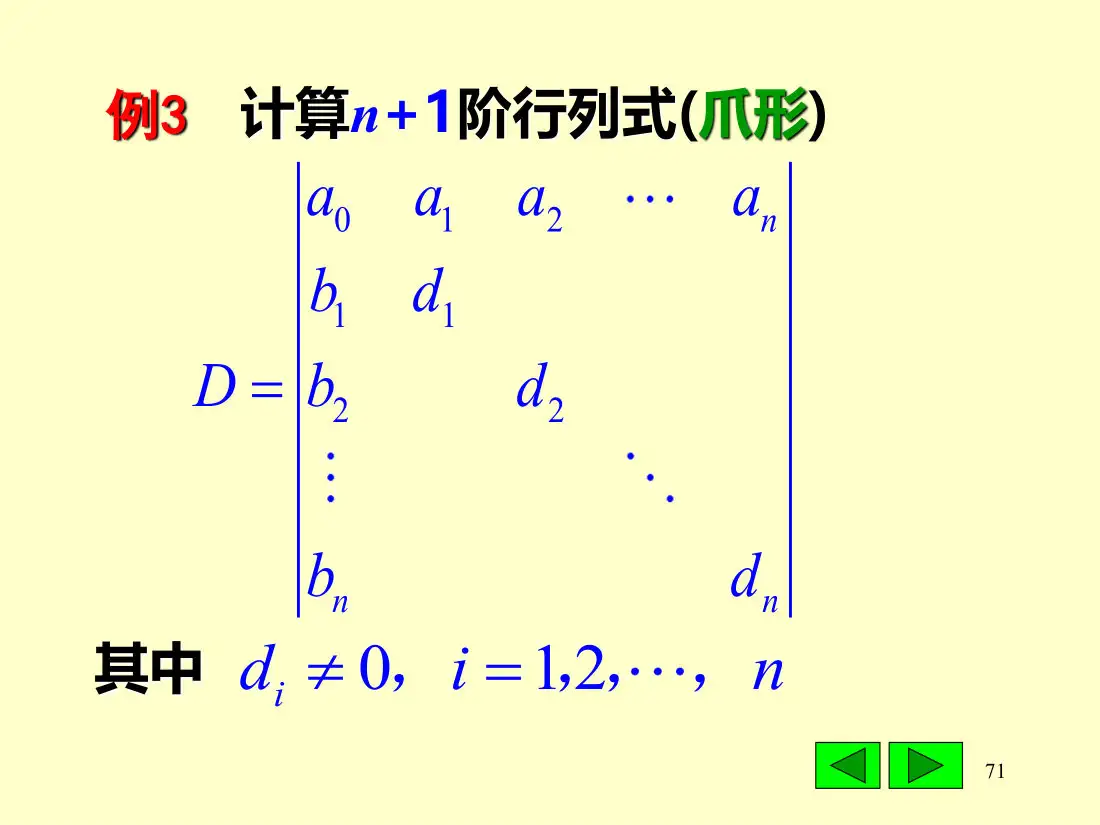 例3 计算n+1阶行列式(爪形)
a₀ a₁ a₂ ⋯ aₙ
b₁ d₁
D = b₂ d₂
⋮ ⋱
bₙ dₙ
其中 dᵢ ≠ 0, i = 1,2,⋯, n
71